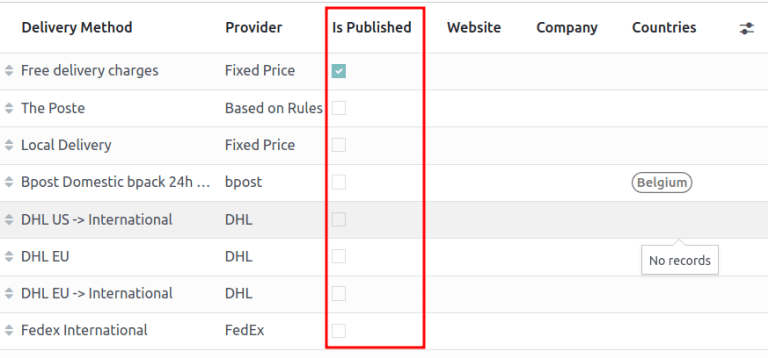 Delivery Method Provider Is Published Website Company Countries
Free delivery charges Fixed Price
The Poste Based on Rules
Local Delivery Fixed Price
Bpost Domestic bpack 24h ... bpost Belgium
DHL US -> International DHL
DHL EU DHL
No records
DHL EU -> International DHL
Fedex International FedEx